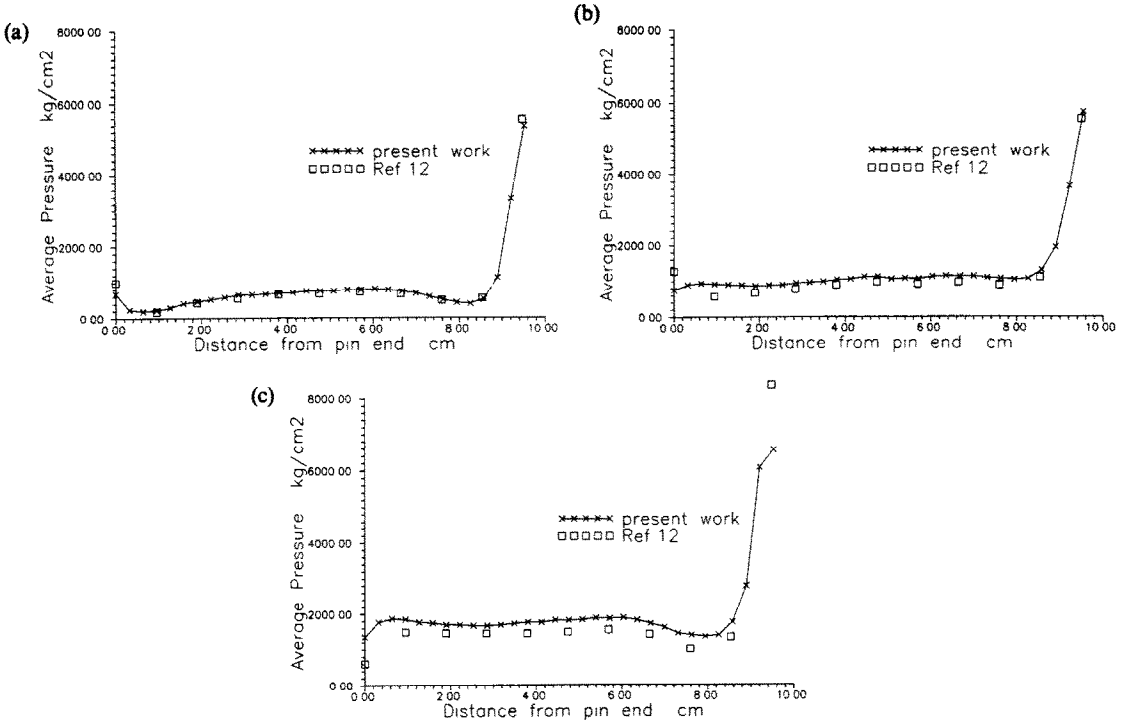 (a)
8000 00
6000 00
4000 00
2000 00
0 00
Average Pressure kg/cm2
present work
Ref 12
0 00 2 00 4 00 6 00 8 00 10 00
Distance from pin end cm
(b)
8000 00
6000 00
4000 00
2000 00
0 00
Average Pressure kg/cm2
present work
Ref 12
0 00 2 00 4 00 6 00 8 00 10 00
Distance from pin end cm
(c)
8000 00
6000 00
4000 00
2000 00
0 00
Average Pressure kg/cm2
present work
Ref 12
0 00 2 00 4 00 6 00 8 00 10 00
Distance from pin end cm